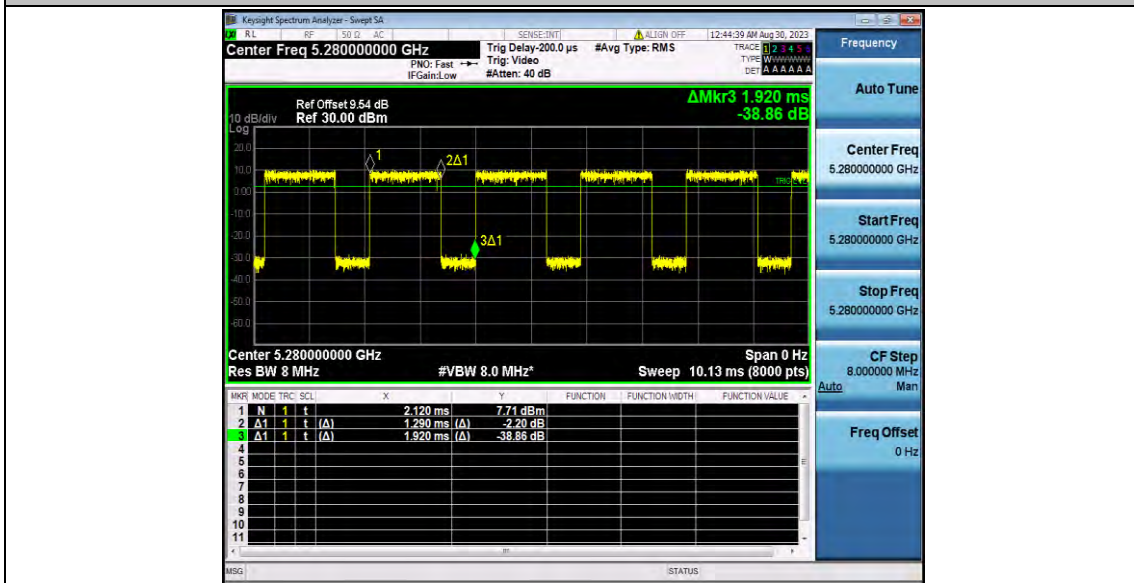 Keysight Spectrum Analyzer - Swept SA
RL RF 50 Ω AC SENSE:INT ALIGN OFF 12:44:39 AM Aug 30, 2023
Center Freq 5.280000000 GHz
PNO: Fast
IFGain:Low
Trig Delay-200.0 µs
Trig: Video
#Atten: 40 dB
#Avg Type: RMS
TRACE 1 2 3 4 5 6
TYPE
DET A A A A A A
Frequency
Auto Tune
Center Freq
5.280000000 GHz
Start Freq
5.280000000 GHz
Stop Freq
5.280000000 GHz
CF Step
8.000000 MHz
Auto Man
Freq Offset
0 Hz
ΔMkr3 1.920 ms
-38.86 dB
Ref Offset 9.54 dB
10 dB/div Ref 30.00 dBm
Log
20.0
10.0
0.00
-10.0
-20.0
-30.0
-40.0
-50.0
-60.0
1
2Δ1
3Δ1
Center 5.280000000 GHz Span 0 Hz
Res BW 8 MHz #VBW 8.0 MHz* Sweep 10.13 ms (8000 pts)
MKR MODE TRC SCL X Y FUNCTION FUNCTION WIDTH FUNCTION VALUE
1 N 1 t 2.120 ms 7.71 dBm
2 Δ1 1 t (Δ) 1.290 ms (Δ) -2.20 dB
3 Δ1 1 t (Δ) 1.920 ms (Δ) -38.86 dB
4
5
6
7
8
9
10
11
MSG STATUS